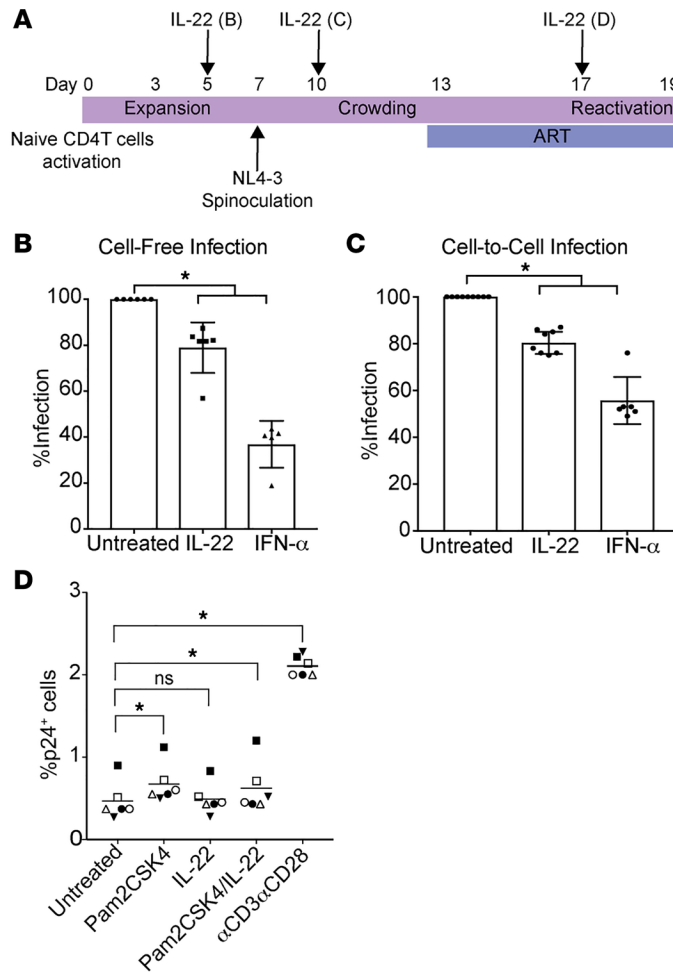 A
IL-22 (B) IL-22 (C) IL-22 (D)
Day 0 3 5 7 10 13 17 19
Expansion Crowding Reactivation
Naive CD4T cells
activation
ART
NL4-3
Spinoculation
B
Cell-Free Infection
*
%Infection
100
80
60
40
20
0
Untreated IL-22 IFN-α
C
Cell-to-Cell Infection
*
%Infection
100
80
60
40
20
0
Untreated IL-22 IFN-α
D
%p24⁺ cells
3
2
1
0
*
*
ns
*
Untreated
Pam2CSK4
IL-22
Pam2CSK4/IL-22
αCD3αCD28